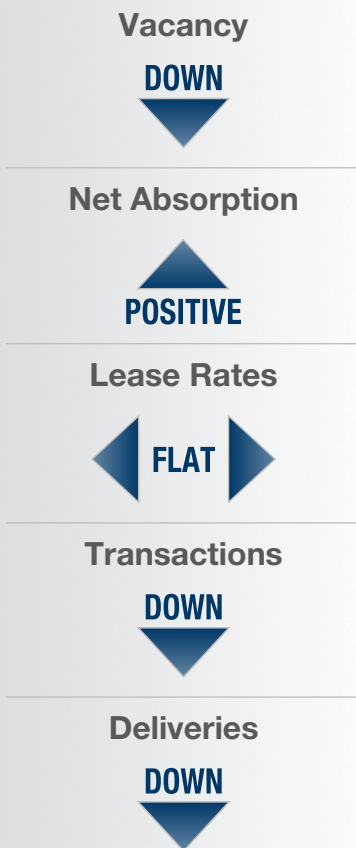 Vacancy
DOWN
Net Absorption
POSITIVE
Lease Rates
FLAT
Transactions
DOWN
Deliveries
DOWN